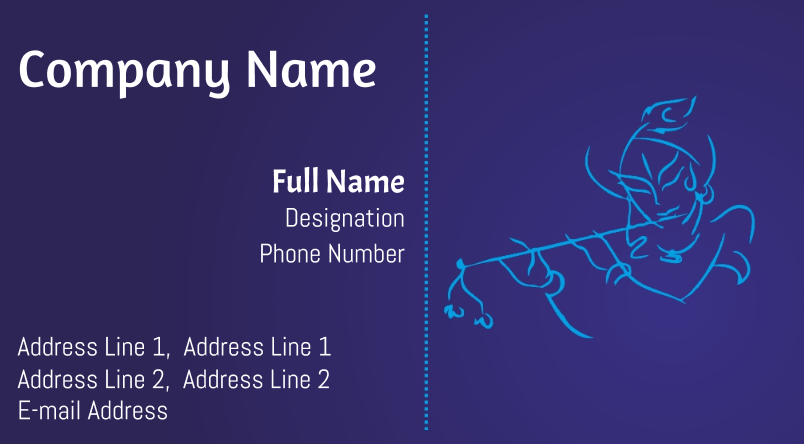 Company Name
Full Name
Designation
Phone Number
Address Line 1,  Address Line 1
Address Line 2,  Address Line 2
E-mail Address